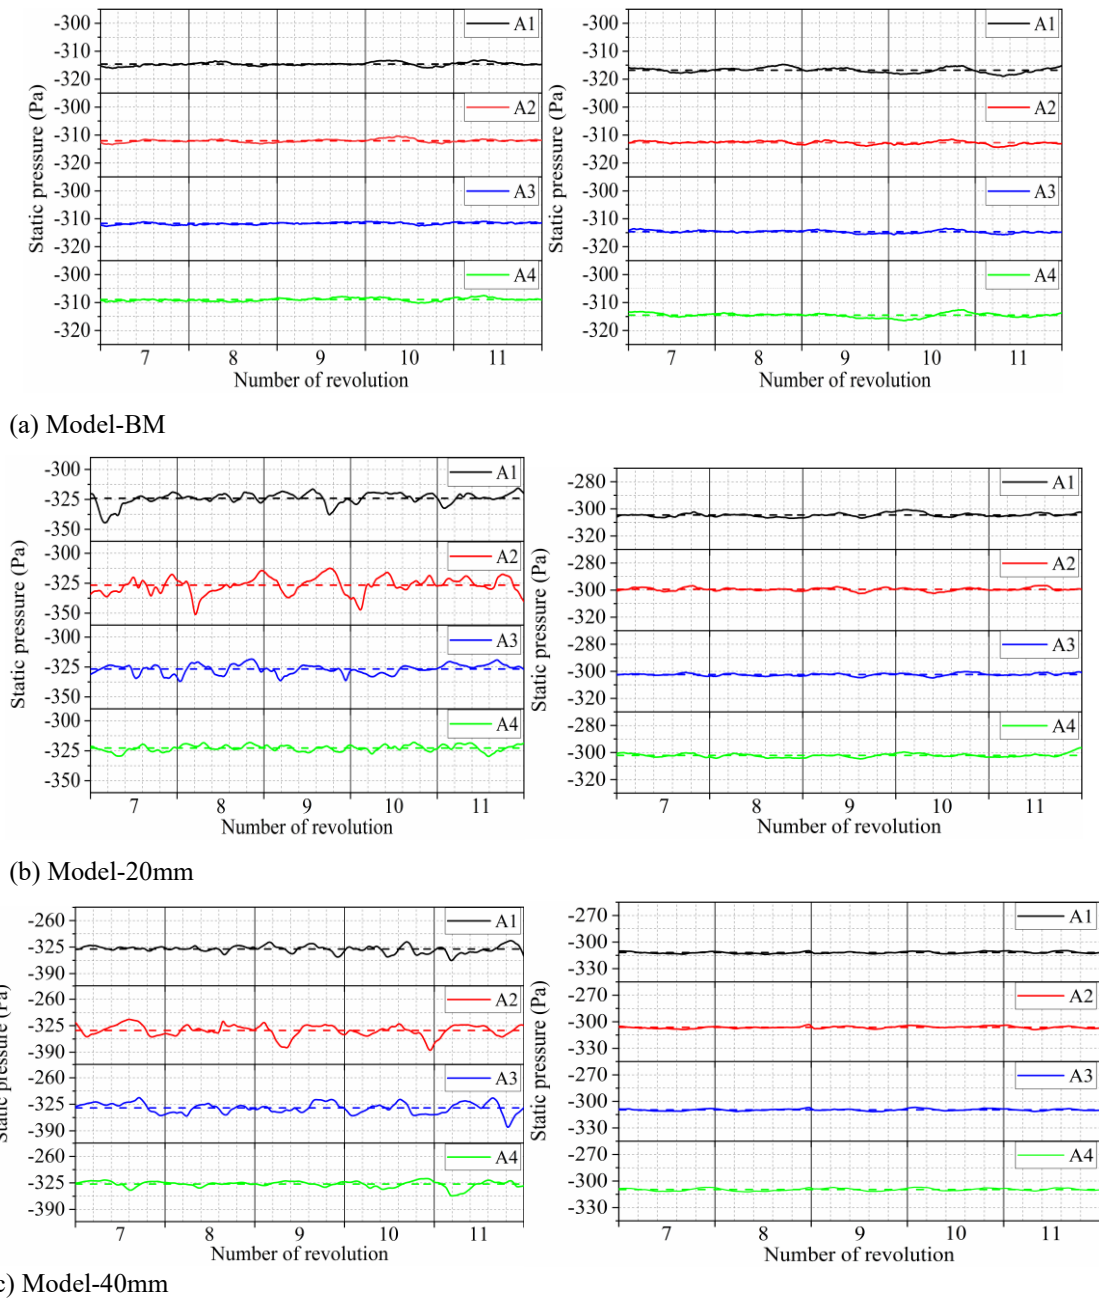 -300
-310
-320
A1
-300
-310
-320
A2
-300
-310
-320
A3
-300
-310
-320
A4
Static pressure (Pa)
7 8 9 10 11
Number of revolution
-300
-310
-320
A1
-300
-310
-320
A2
-300
-310
-320
A3
-300
-310
-320
A4
Static pressure (Pa)
7 8 9 10 11
Number of revolution
(a) Model-BM
-300
-325
-350
A1
-300
-325
-350
A2
-300
-325
-350
A3
-300
-325
-350
A4
Static pressure (Pa)
7 8 9 10 11
Number of revolution
-280
-300
-320
A1
-280
-300
-320
A2
-280
-300
-320
A3
-280
-300
-320
A4
Static pressure (Pa)
7 8 9 10 11
Number of revolution
(b) Model-20mm
-260
-325
-390
A1
-260
-325
-390
A2
-260
-325
-390
A3
-260
-325
-390
A4
Static pressure (Pa)
7 8 9 10 11
Number of revolution
-270
-300
-330
A1
-270
-300
-330
A2
-270
-300
-330
A3
-270
-300
-330
A4
Static pressure (Pa)
7 8 9 10 11
Number of revolution
c) Model-40mm